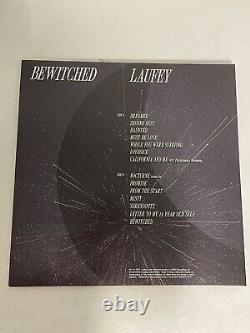 BEWITCHED LAUFEY
SIDE A DREAMER
SECOND BEST
HAUNTED
MUST BE LOVE
WHILE YOU WERE SLEEPING
LOVESICK
CALIFORNIA AND ME
SIDE B NOCTURNE
PROMISE
FROM THE START
MISTY
SERENDIPITY
LETTER TO MY 13 YEAR OLD SELF
BEWITCHED